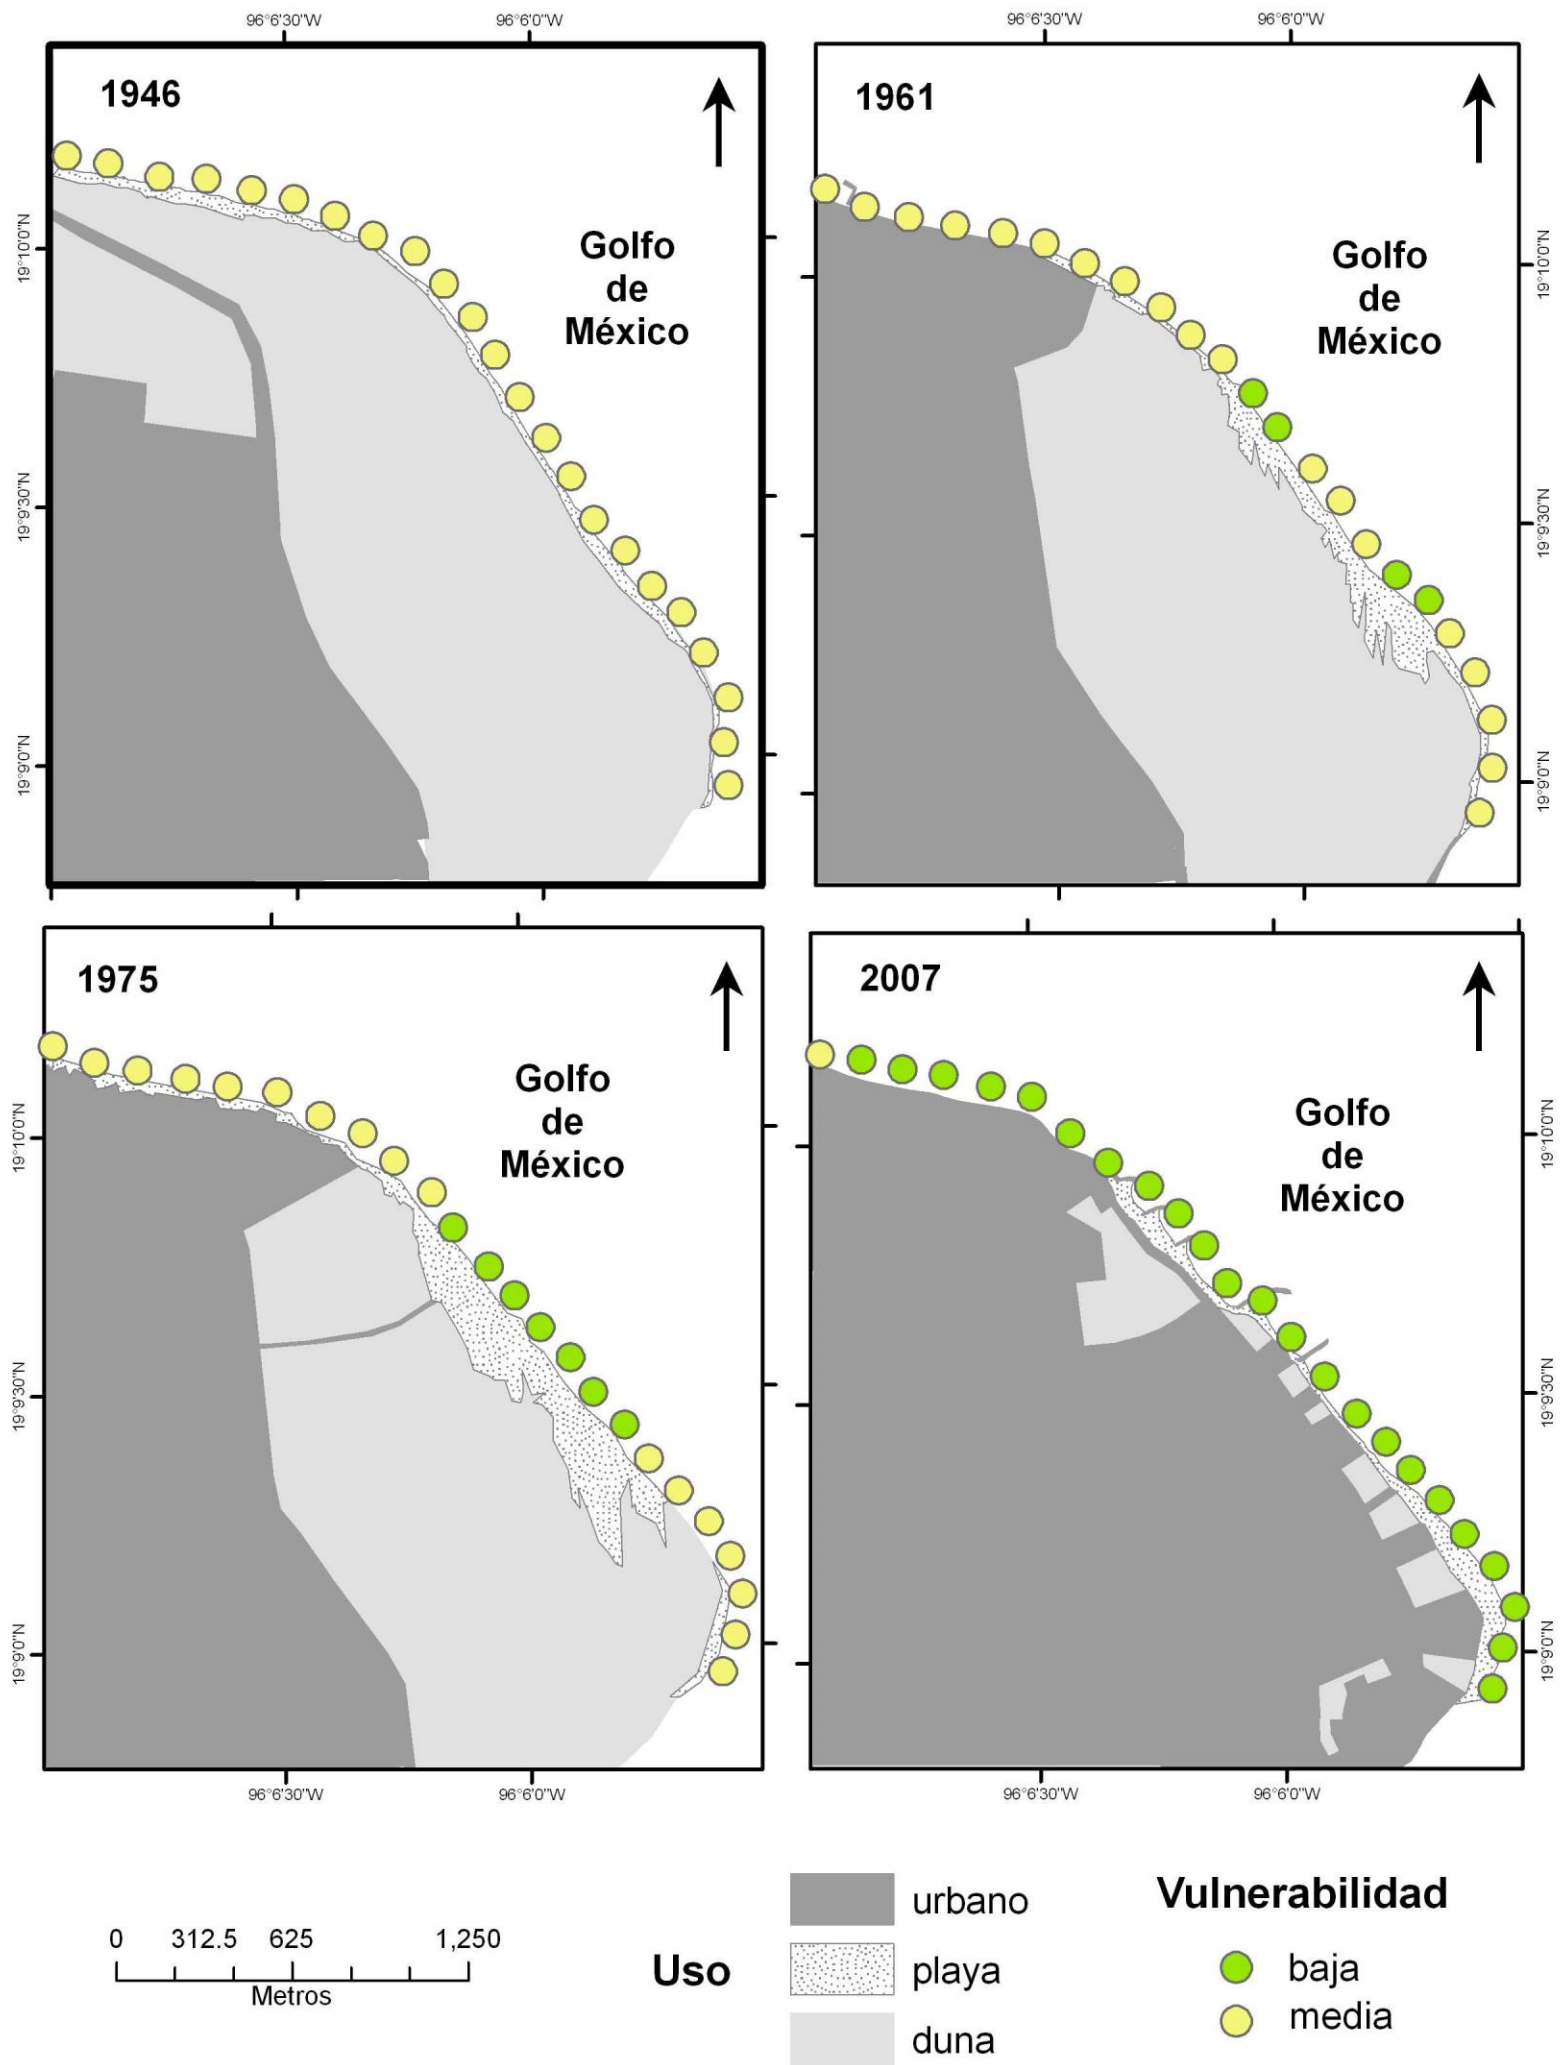 96°6'30"W
96°6'0"W
96°6'30"W
96°6'0"W
1946
1961
19°10'0"N
19°9'30"N
19°9'0"N
Golfo
de
México
Golfo
de
México
19°10'0"N
19°9'30"N
19°9'0"N
1975
2007
19°10'0"N
19°9'30"N
19°9'0"N
Golfo
de
México
Golfo
de
México
19°10'0"N
19°9'30"N
19°9'0"N
96°6'30"W
96°6'0"W
96°6'30"W
96°6'0"W
0 312.5 625 1,250
Metros
Uso
urbano
playa
duna
Vulnerabilidad
baja
media